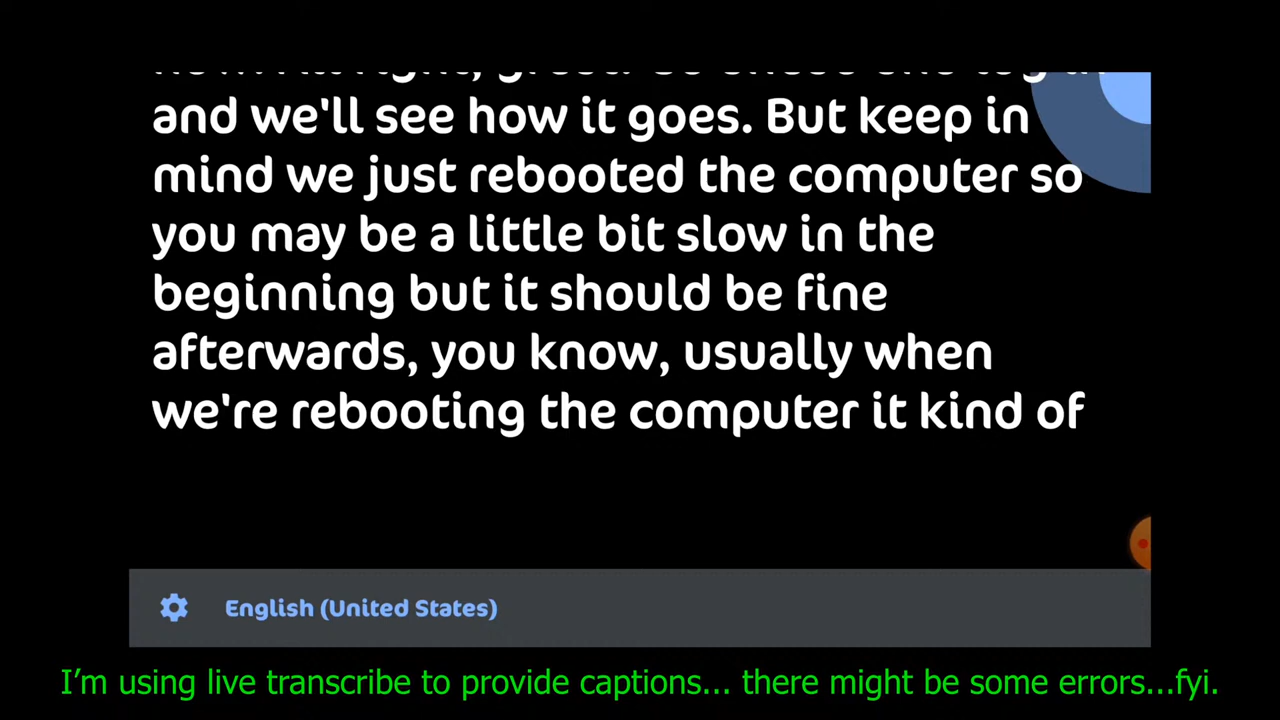 and we'll see how it goes. But keep in
mind we just rebooted the computer so
you may be a little bit slow in the
beginning but it should be fine
afterwards, you know, usually when
we're rebooting the computer it kind of
English (United States)
I'm using live transcribe to provide captions... there might be some errors...fyi.